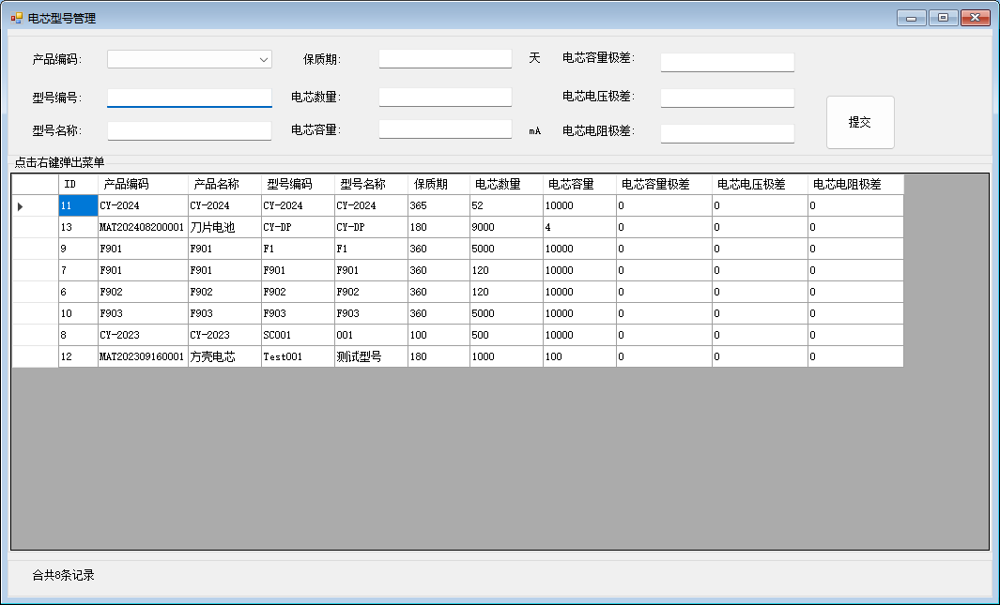 电芯型号管理
产品编码: 保质期: 天 电芯容量极差:
型号编号: 电芯数量: 电芯电压极差:
型号名称: 电芯容量: mA 电芯电阻极差:
提交
点击右键弹出菜单
ID 产品编码 产品名称 型号编码 型号名称 保质期 电芯数量 电芯容量 电芯容量极差 电芯电压极差 电芯电阻极差
11 CY-2024 CY-2024 CY-2024 CY-2024 365 52 10000 0 0 0
13 MAT202408200001 刀片电池 CY-DP CY-DP 180 9000 4 0 0 0
9 F901 F901 F1 F1 360 5000 10000 0 0 0
7 F901 F901 F901 F901 360 120 10000 0 0 0
6 F902 F902 F902 F902 360 120 10000 0 0 0
10 F903 F903 F903 F903 360 5000 10000 0 0 0
8 CY-2023 CY-2023 SC001 001 100 500 10000 0 0 0
12 MAT202309160001 方壳电芯 Test001 测试型号 180 1000 100 0 0 0
合共8条记录